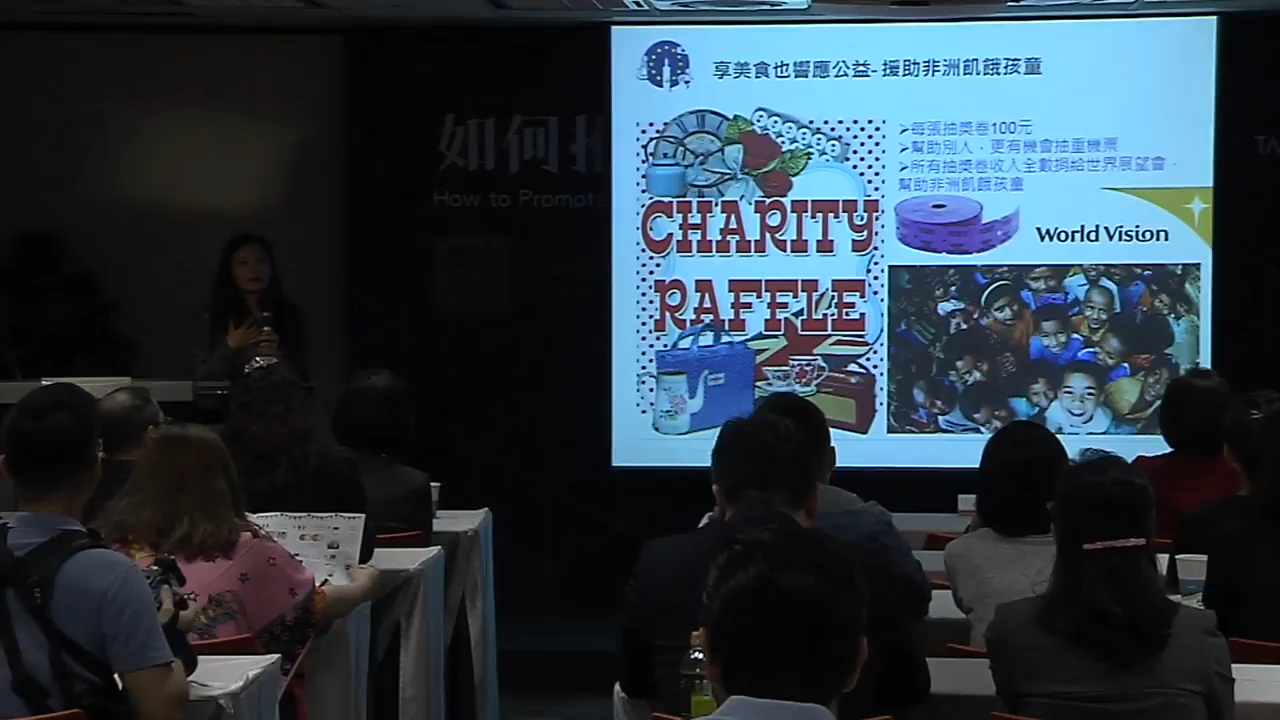 享美食也響應公益- 援助非洲飢餓孩童
如何推
How to Promote
TA
➢每張抽獎卷100元
➢幫助別人，更有機會抽重機票
➢所有抽獎卷收入全數捐給世界展望會，
幫助非洲飢餓孩童
CHARITY
RAFFLE
World Vision